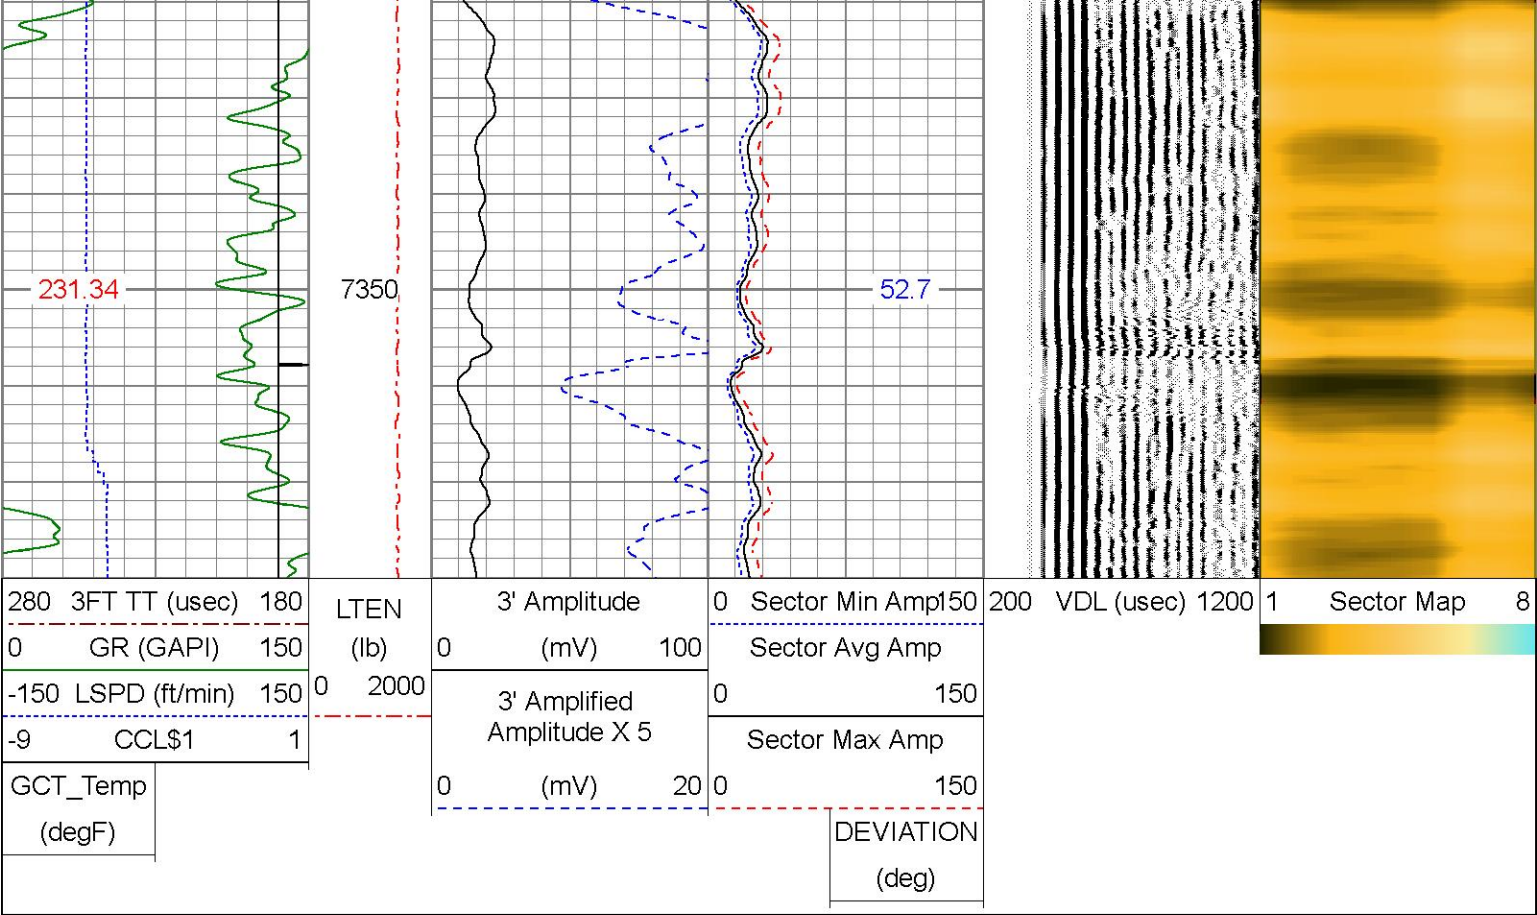 231.34
7350
52.7
280 3FT TT (usec) 180
0 GR (GAPI) 150
-150 LSPD (ft/min) 150
-9 CCL$1 1
GCT_Temp
(degF)
LTEN
(lb)
0 2000
3' Amplitude
0 (mV) 100
3' Amplified
Amplitude X 5
0 (mV) 20
0 Sector Min Amp 150
Sector Avg Amp
0 150
Sector Max Amp
0 150
DEVIATION
(deg)
200 VDL (usec) 1200
1 Sector Map 8